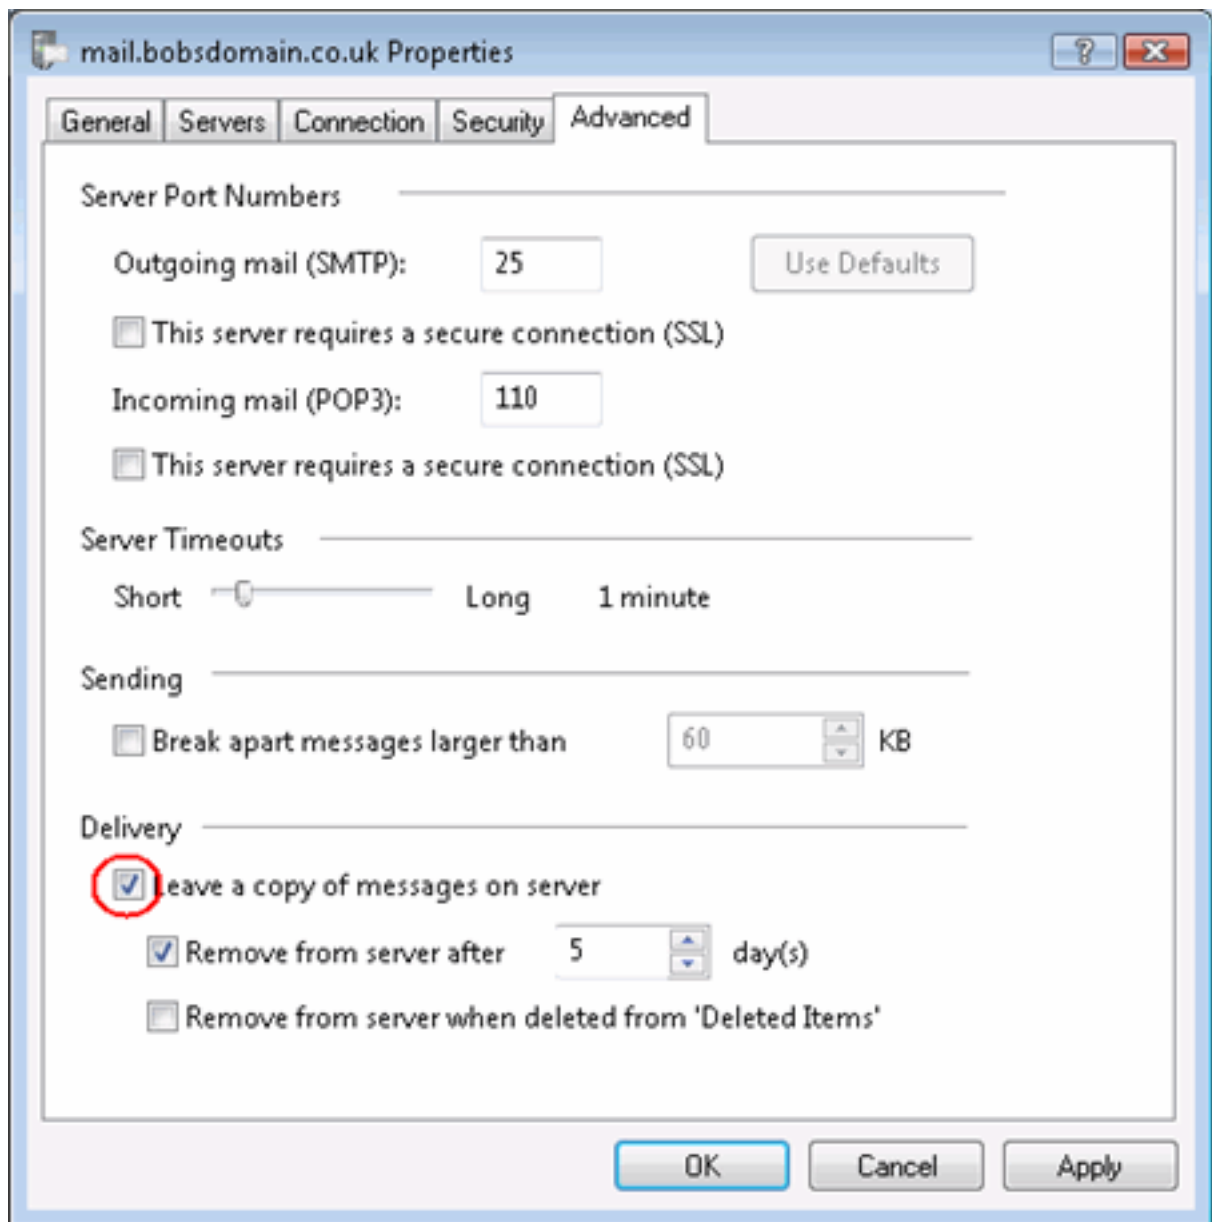 mail.bobsdomain.co.uk Properties
General Servers Connection Security Advanced
Server Port Numbers
Outgoing mail (SMTP): 25 Use Defaults
This server requires a secure connection (SSL)
Incoming mail (POP3): 110
This server requires a secure connection (SSL)
Server Timeouts
Short Long 1 minute
Sending
Break apart messages larger than 60 KB
Delivery
Leave a copy of messages on server
Remove from server after 5 day(s)
Remove from server when deleted from 'Deleted Items'
OK Cancel Apply